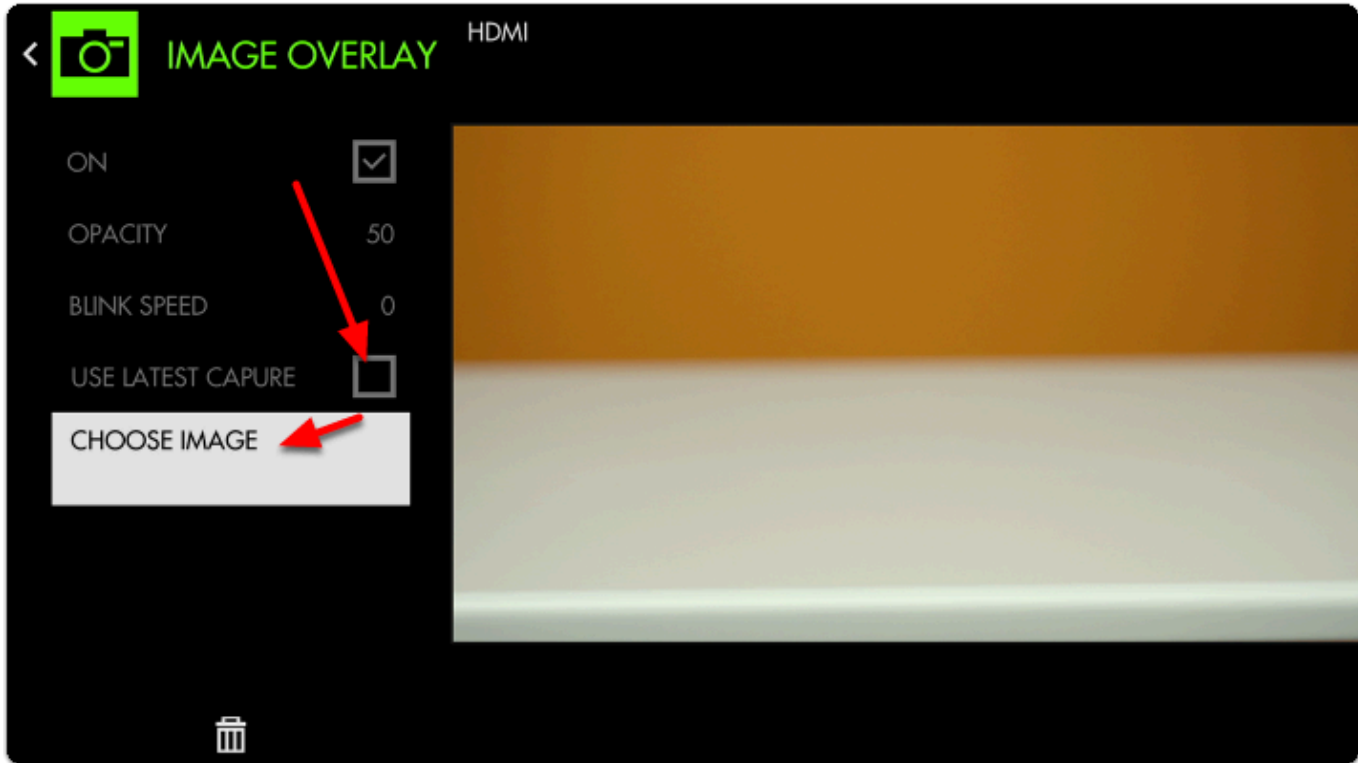 IMAGE OVERLAY
HDMI
ON
OPACITY 50
BLINK SPEED 0
USE LATEST CAPURE
CHOOSE IMAGE